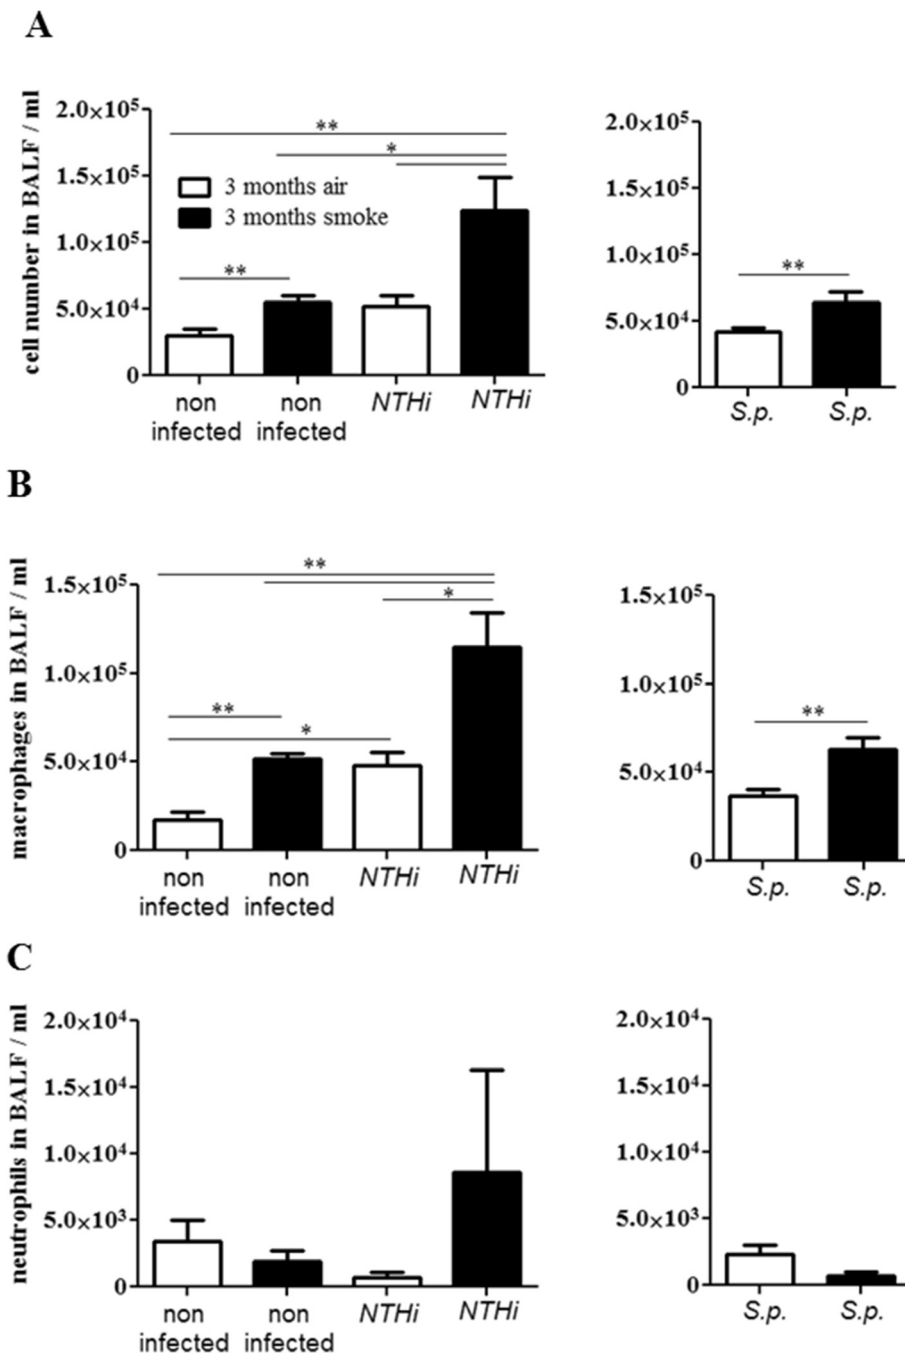 A
cell number in BALF / ml
2.0×10⁵
1.5×10⁵
1.0×10⁵
5.0×10⁴
0
**
*
3 months air
3 months smoke
**
non infected
non infected
NTHi
NTHi
2.0×10⁵
1.5×10⁵
1.0×10⁵
5.0×10⁴
0
**
S.p.
S.p.
B
macrophages in BALF / ml
1.5×10⁵
1.0×10⁵
5.0×10⁴
0
**
*
**
*
non infected
non infected
NTHi
NTHi
1.5×10⁵
1.0×10⁵
5.0×10⁴
0
**
S.p.
S.p.
C
neutrophils in BALF / ml
2.0×10⁴
1.5×10⁴
1.0×10⁴
5.0×10³
0
non infected
non infected
NTHi
NTHi
2.0×10⁴
1.5×10⁴
1.0×10⁴
5.0×10³
0
S.p.
S.p.